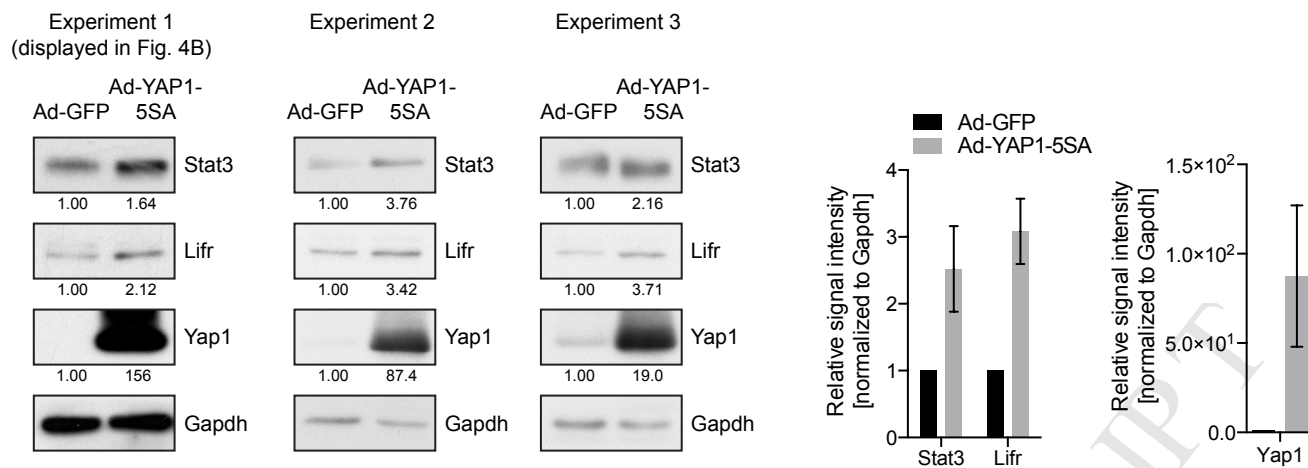 Experiment 1
(displayed in Fig. 4B)
Ad-GFP
Ad-YAP1-
5SA
Stat3
1.00 1.64
Lifr
1.00 2.12
Yap1
1.00 156
Gapdh
Experiment 2
Ad-GFP
Ad-YAP1-
5SA
Stat3
1.00 3.76
Lifr
1.00 3.42
Yap1
1.00 87.4
Gapdh
Experiment 3
Ad-GFP
Ad-YAP1-
5SA
Stat3
1.00 2.16
Lifr
1.00 3.71
Yap1
1.00 19.0
Gapdh
Ad-GFP
Ad-YAP1-5SA
Relative signal intensity
[normalized to Gapdh]
4
3
2
1
0
Stat3 Lifr
Relative signal intensity
[normalized to Gapdh]
1.5×10²
1.0×10²
5.0×10¹
0.0
Yap1